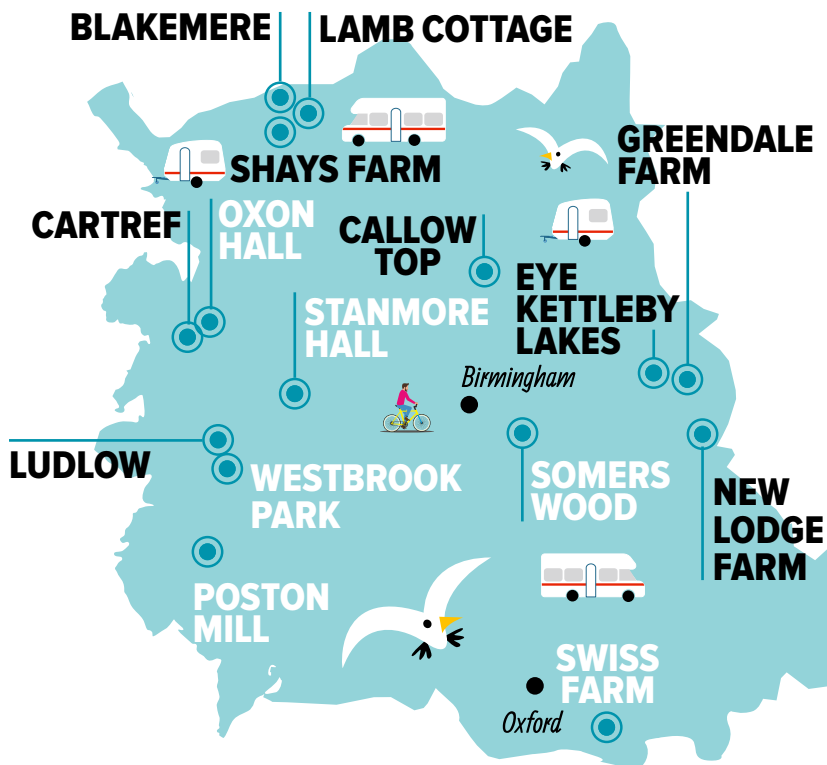 BLAKEMERE
LAMB COTTAGE
GREENDALE
FARM
SHAYS FARM
CARTREF
OXON
HALL
CALLOW
TOP
EYE
KETTLEBY
LAKES
STANMORE
HALL
Birmingham
LUDLOW
WESTBROOK
PARK
SOMERS
WOOD
NEW
LODGE
FARM
POSTON
MILL
SWISS
FARM
Oxford